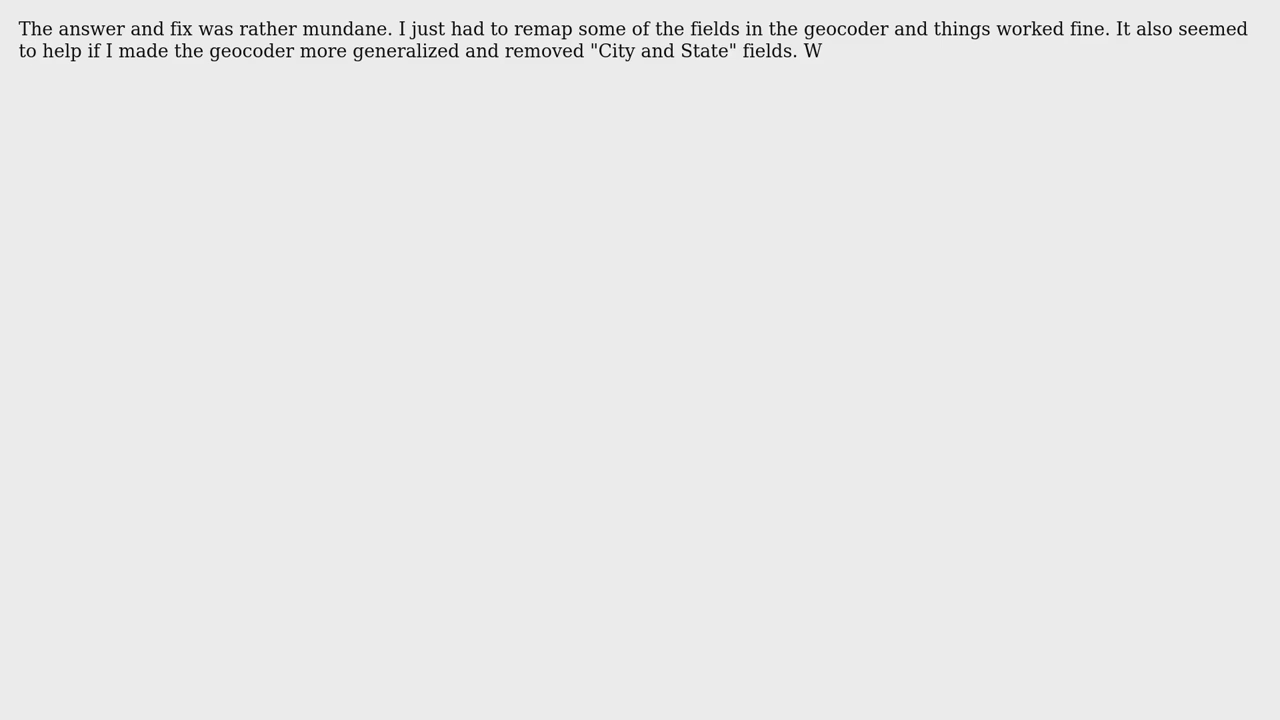 The answer and fix was rather mundane. I just had to remap some of the fields in the geocoder and things worked fine. It also seemed
to help if I made the geocoder more generalized and removed "City and State" fields. W